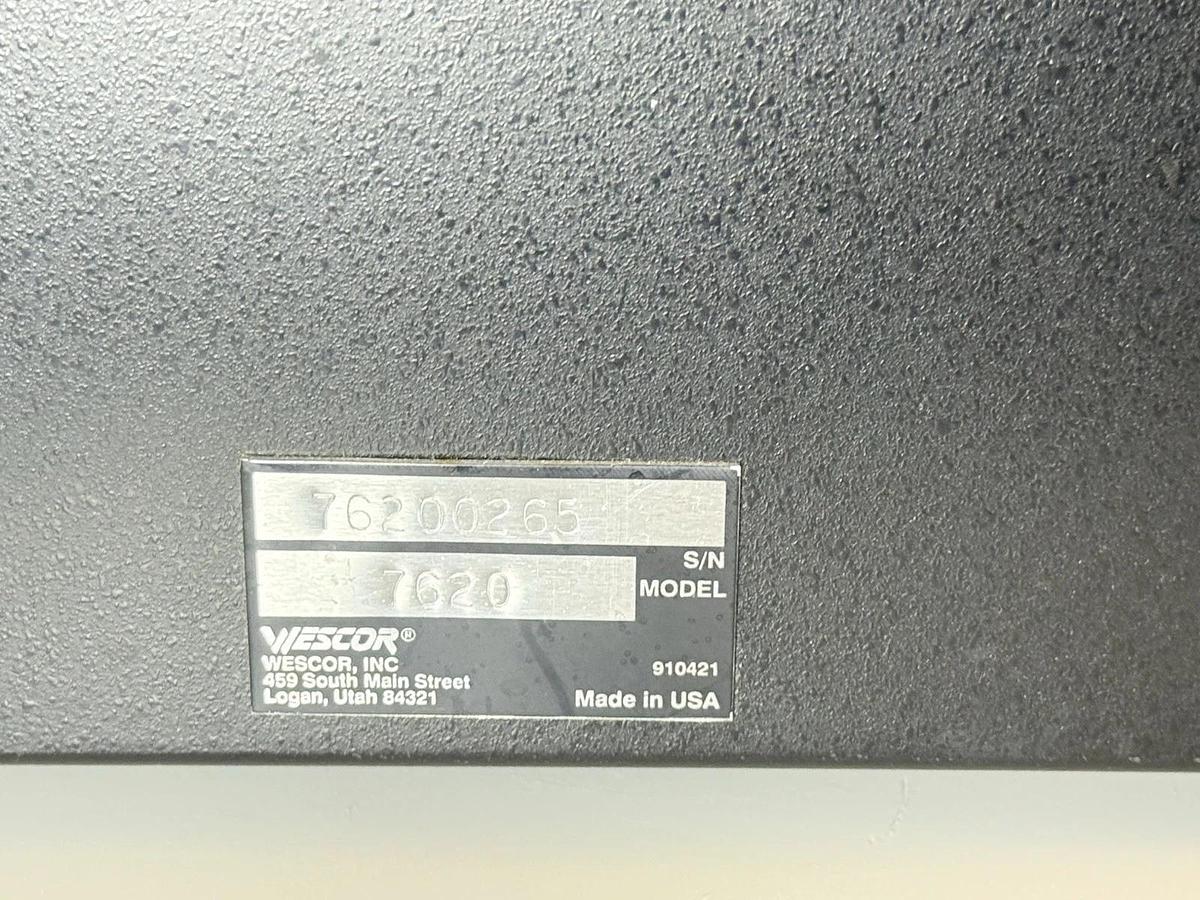 76200265
S/N
7620
MODEL
WESCOR®
WESCOR, INC
459 South Main Street
Logan, Utah 84321
910421
Made in USA